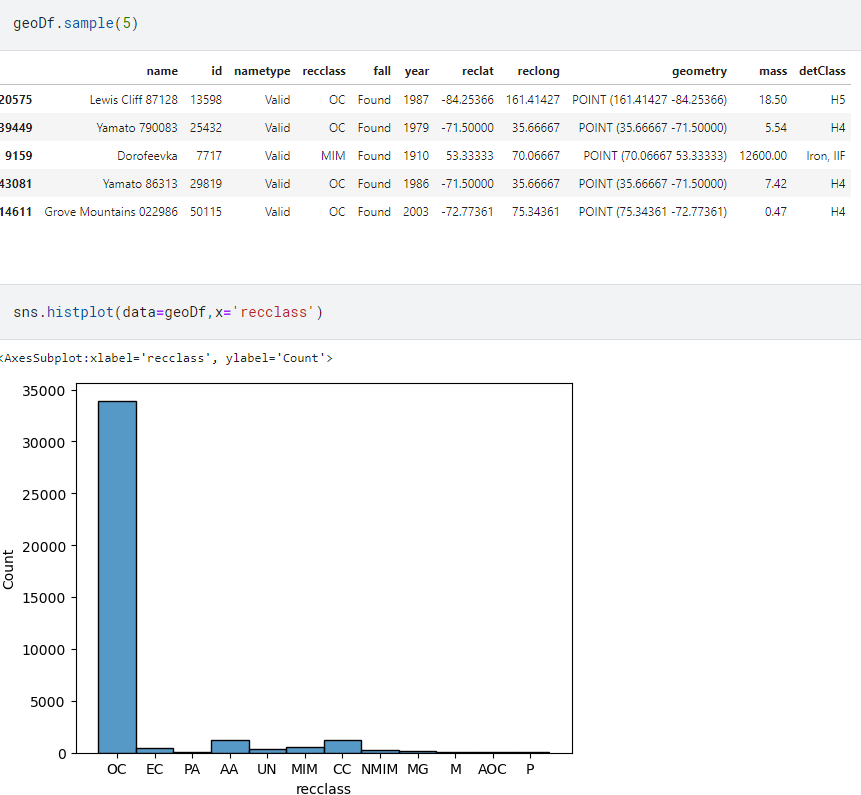 geoDf.sample(5)
name id nametype recclass fall year reclat reclong geometry mass detClass
20575 Lewis Cliff 87128 13598 Valid OC Found 1987 -84.25366 161.41427 POINT (161.41427 -84.25366) 18.50 H5
39449 Yamato 790083 25432 Valid OC Found 1979 -71.50000 35.66667 POINT (35.66667 -71.50000) 5.54 H4
9159 Dorofeevka 7717 Valid MIM Found 1910 53.33333 70.06667 POINT (70.06667 53.33333) 12600.00 Iron, IIF
43081 Yamato 86313 29819 Valid OC Found 1986 -71.50000 35.66667 POINT (35.66667 -71.50000) 7.42 H4
14611 Grove Mountains 022986 50115 Valid OC Found 2003 -72.77361 75.34361 POINT (75.34361 -72.77361) 0.47 H4
sns.histplot(data=geoDf,x='recclass')
<AxesSubplot:xlabel='recclass', ylabel='Count'>
35000
30000
25000
20000
15000
10000
5000
0
Count
OC EC PA AA UN MIM CC NMIM MG M AOC P
recclass